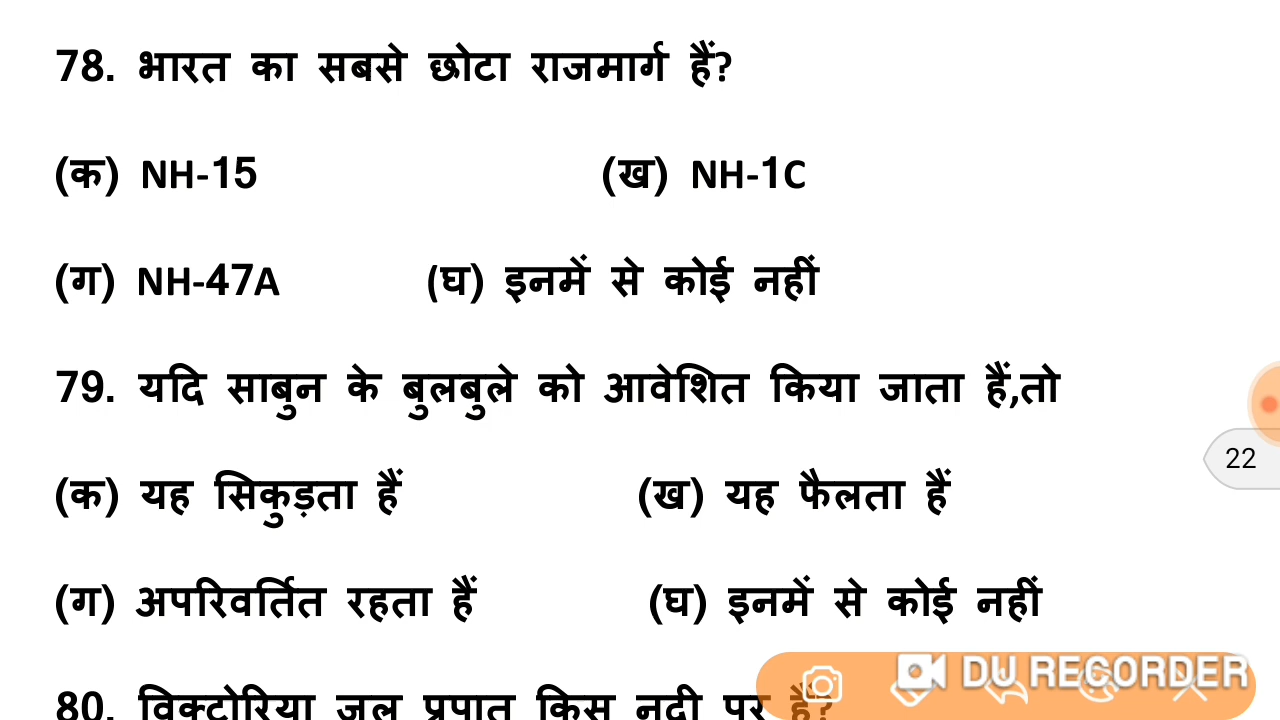 78. भारत का सबसे छोटा राजमार्ग हैं?
(क) NH-15 (ख) NH-1C
(ग) NH-47A (घ) इनमें से कोई नहीं
79. यदि साबुन के बुलबुले को आवेशित किया जाता हैं,तो
(क) यह सिकुड़ता हैं (ख) यह फैलता हैं
22
(ग) अपरिवर्तित रहता हैं (घ) इनमें से कोई नहीं
DU RECORDER
80. विक्टोरिया जल प्रपात किस नदी पर हैं?